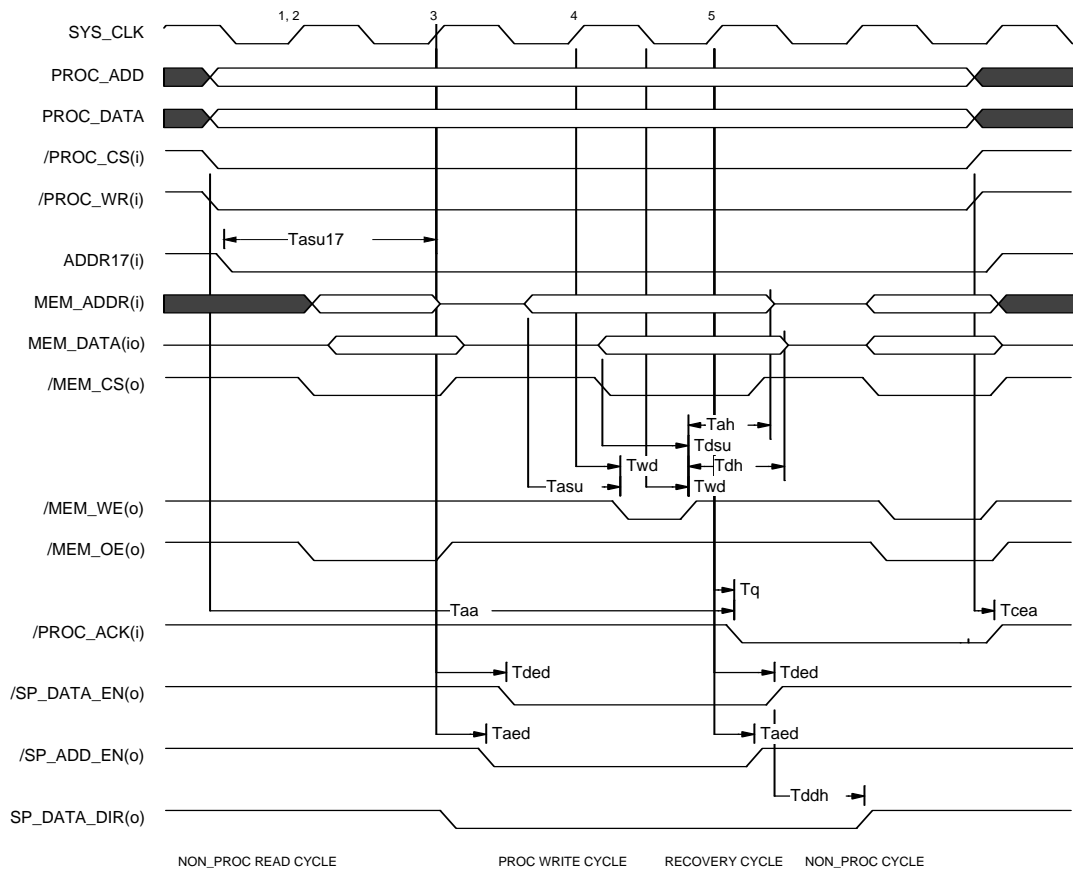 1, 2 3 4 5
SYS_CLK
PROC_ADD
PROC_DATA
/PROC_CS(i)
/PROC_WR(i)
Tasu17
ADDR17(i)
MEM_ADDR(i)
MEM_DATA(io)
/MEM_CS(o)
Tah
Tdsu
Twd Tdh
Tasu Twd
/MEM_WE(o)
/MEM_OE(o)
Tq
Taa Tcea
/PROC_ACK(i)
Tded Tded
/SP_DATA_EN(o)
Taed Taed
/SP_ADD_EN(o)
Tddh
SP_DATA_DIR(o)
NON_PROC READ CYCLE PROC WRITE CYCLE RECOVERY CYCLE NON_PROC CYCLE